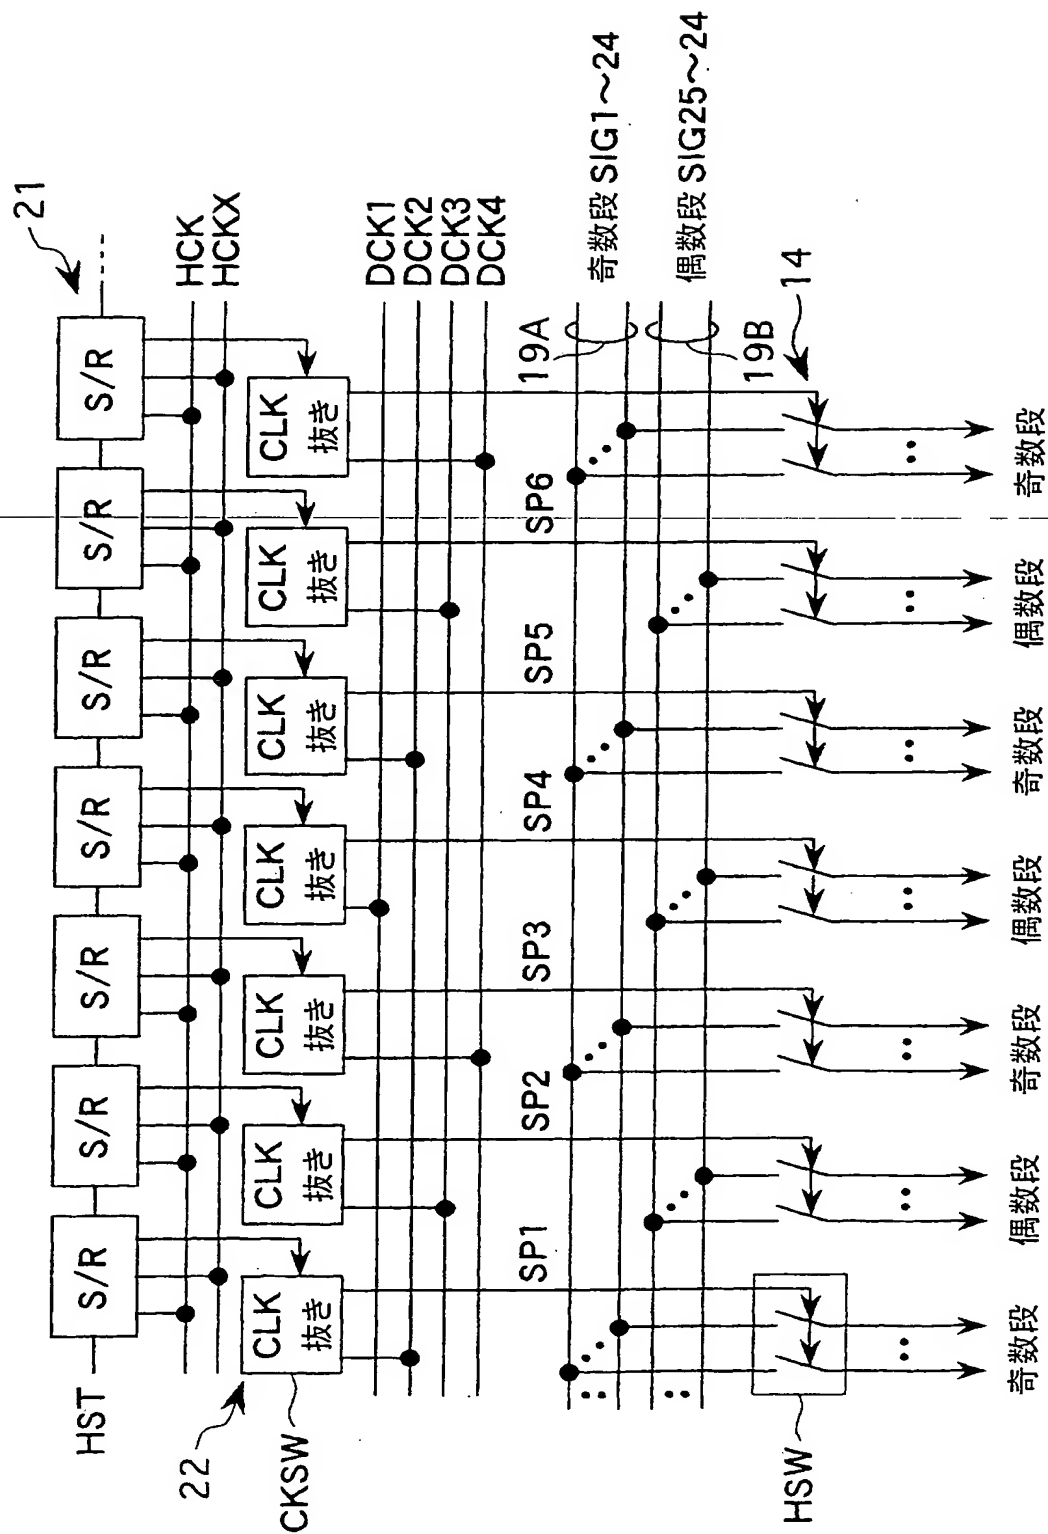 HST
S/R
S/R
S/R
S/R
S/R
S/R
S/R
21
HCK
HCKX
22
CKSW
CLK
抜き
CLK
抜き
CLK
抜き
CLK
抜き
CLK
抜き
CLK
抜き
CLK
抜き
DCK1
DCK2
DCK3
DCK4
SP1
SP2
SP3
SP4
SP5
SP6
19A
奇数段 SIG1～24
偶数段 SIG25～24
19B
14
HSW
奇数段
偶数段
奇数段
偶数段
奇数段
偶数段
奇数段